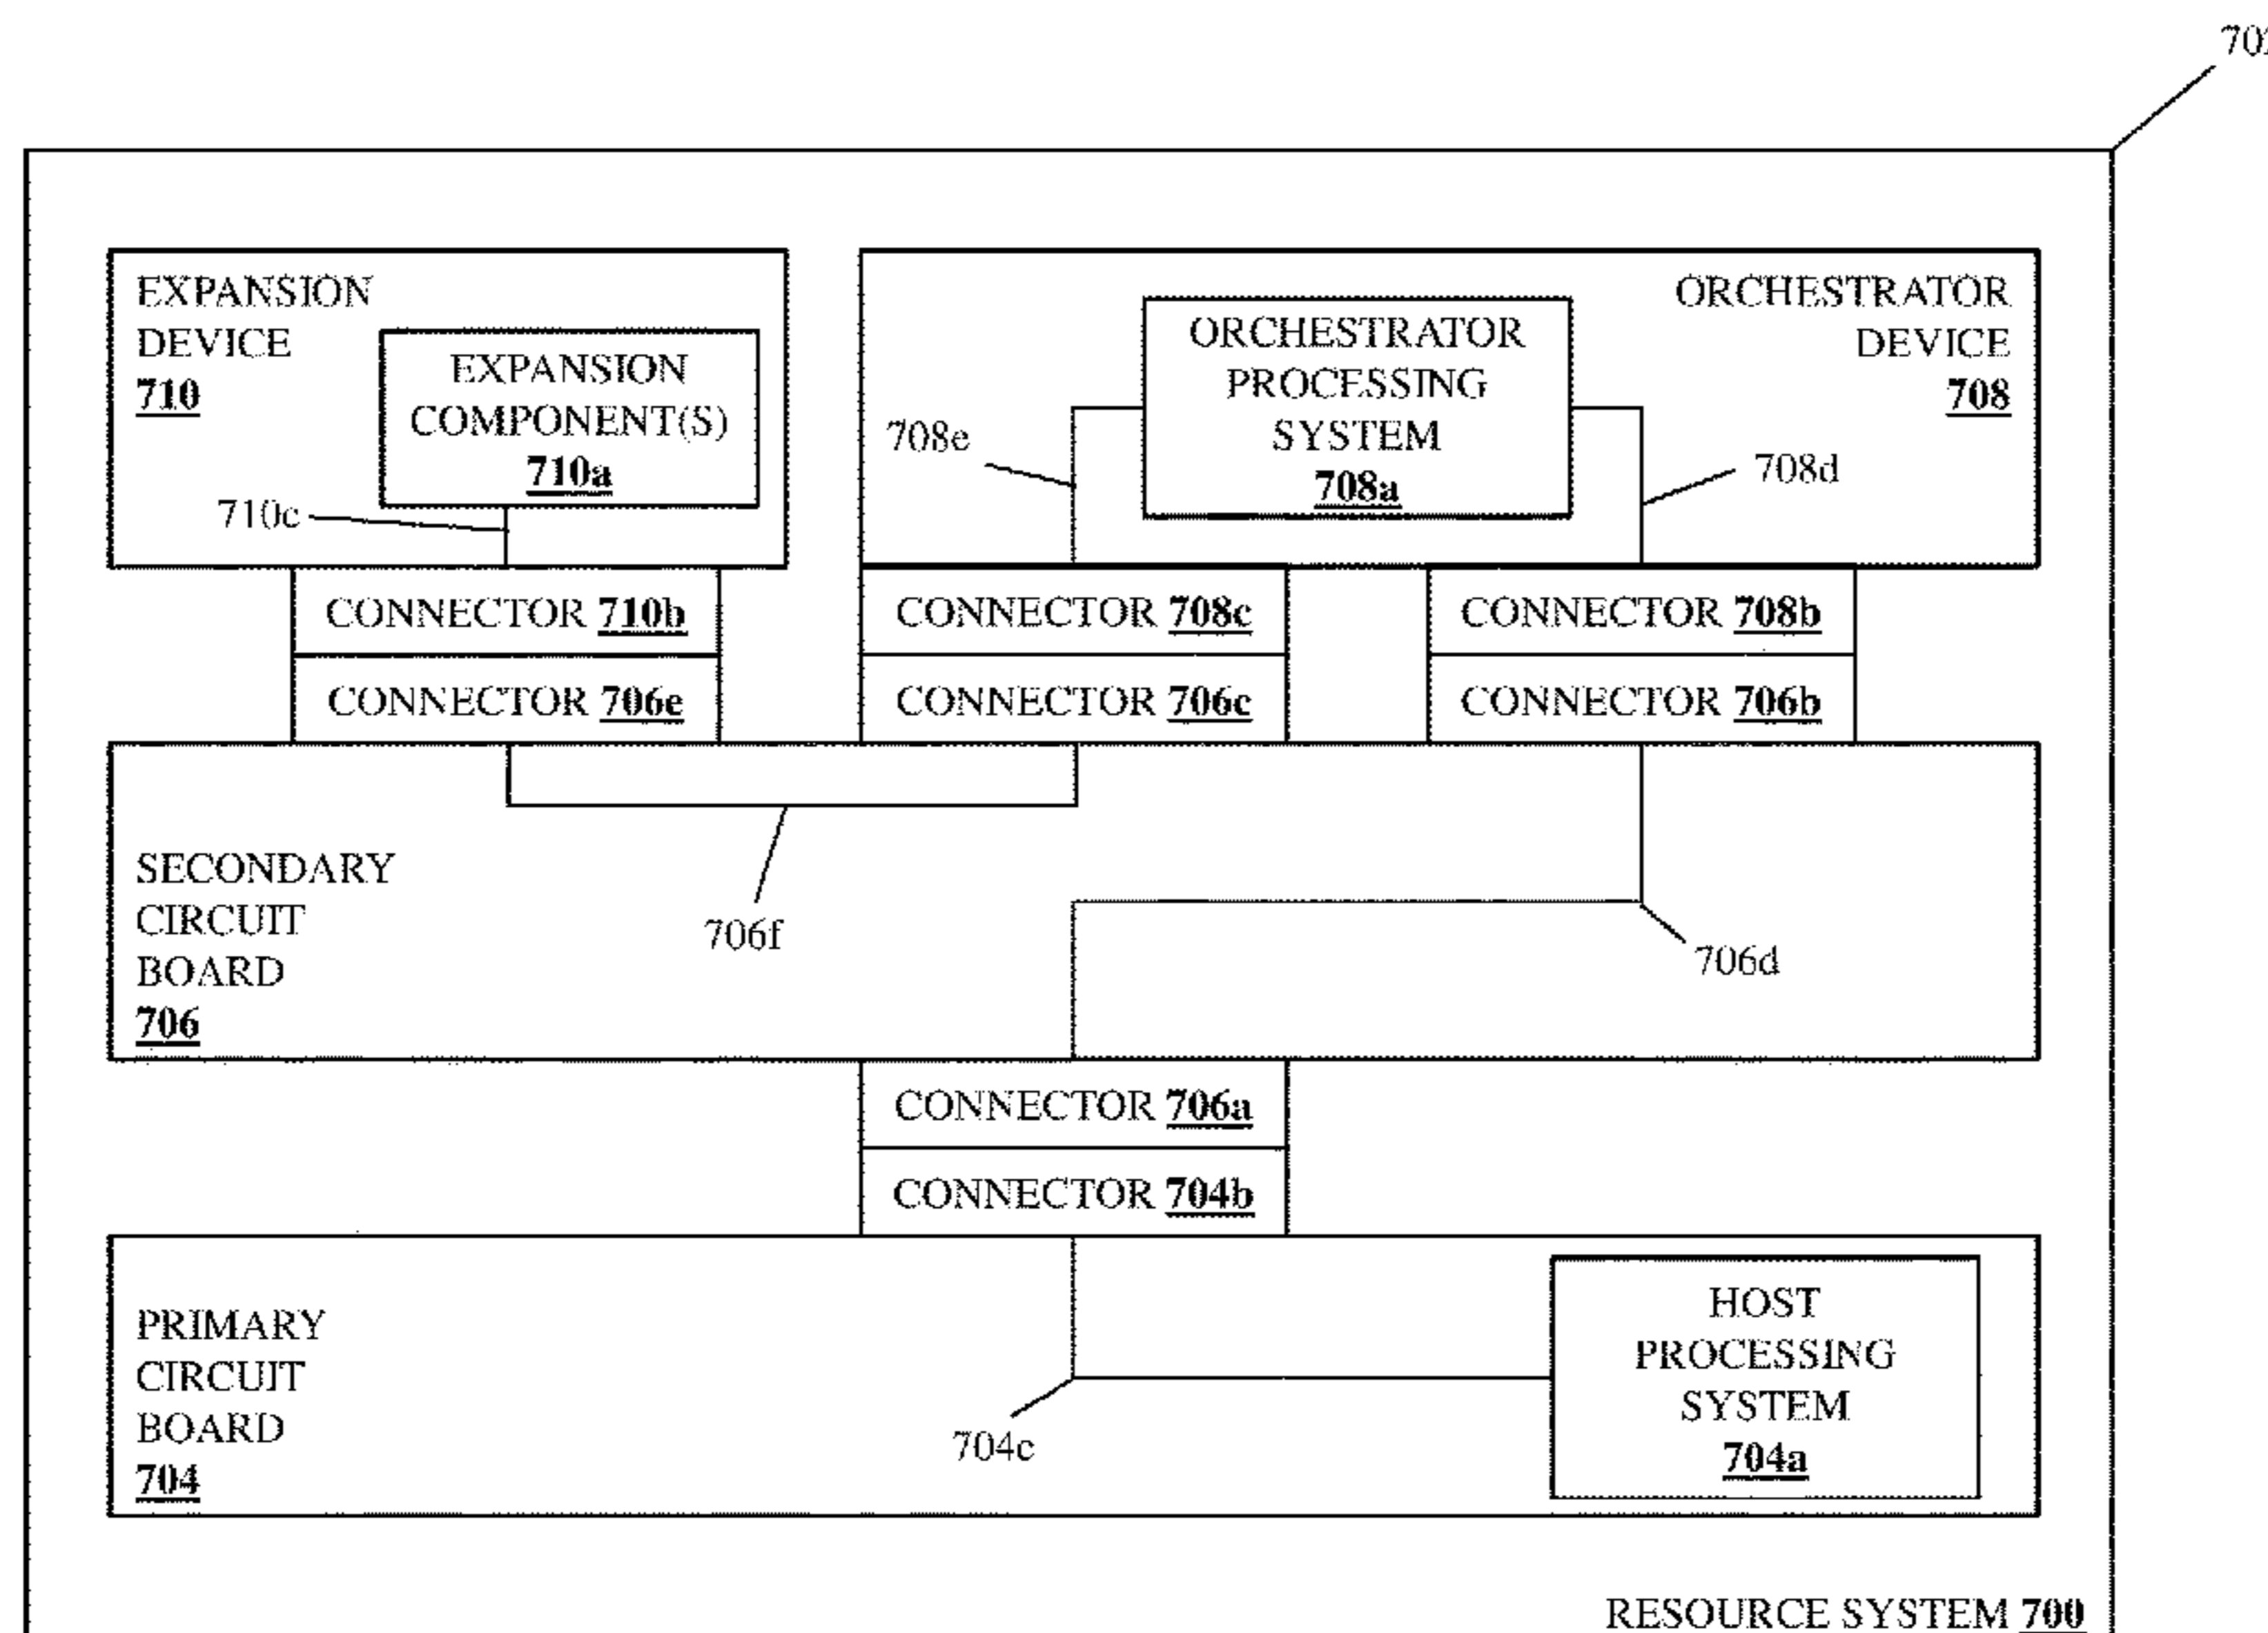 702
EXPANSION
DEVICE
710
EXPANSION
COMPONENT(S)
710a
710c
ORCHESTRATOR
PROCESSING
SYSTEM
708a
ORCHESTRATOR
DEVICE
708
708e
708d
CONNECTOR 710b
CONNECTOR 708c
CONNECTOR 708b
CONNECTOR 706e
CONNECTOR 706c
CONNECTOR 706b
SECONDARY
CIRCUIT
BOARD
706
706f
706d
CONNECTOR 706a
CONNECTOR 704b
PRIMARY
CIRCUIT
BOARD
704
704c
HOST
PROCESSING
SYSTEM
704a
RESOURCE SYSTEM 700